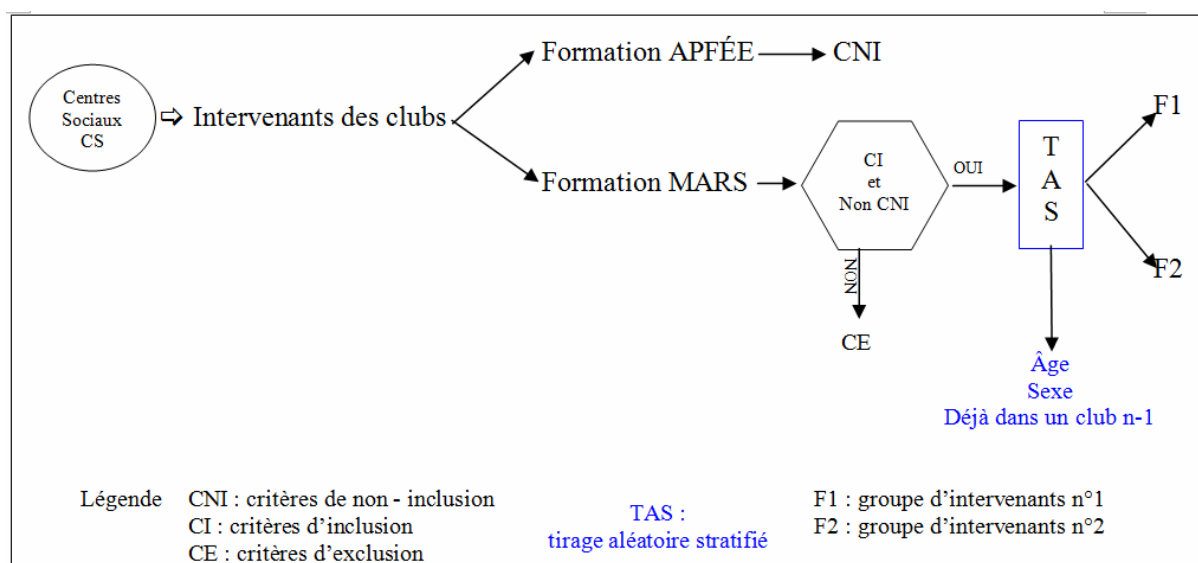 Centres
Sociaux
CS
⇨ Intervenants des clubs
Formation APFÉE
CNI
Formation MARS
CI
et
Non CNI
OUI
NON
CE
T
A
S
F1
F2
Âge
Sexe
Déjà dans un club n-1
Légende
CNI : critères de non - inclusion
CI : critères d'inclusion
CE : critères d'exclusion
TAS :
tirage aléatoire stratifié
F1 : groupe d'intervenants n°1
F2 : groupe d'intervenants n°2